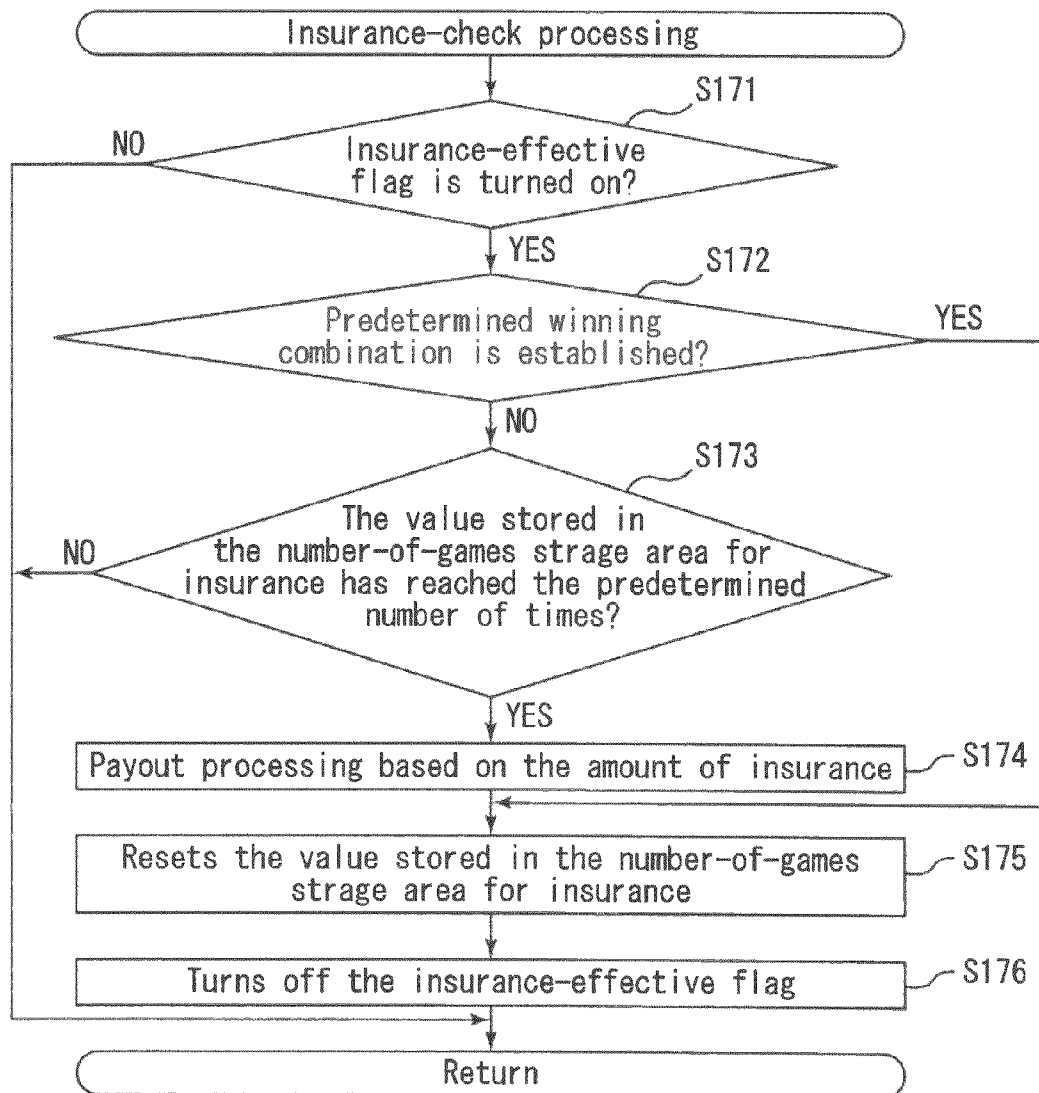 Insurance-check processing
S171
NO
Insurance-effective
flag is turned on?
YES
S172
Predetermined winning
combination is established?
YES
NO
S173
The value stored in
the number-of-games strage area for
insurance has reached the predetermined
number of times?
NO
YES
Payout processing based on the amount of insurance
S174
Resets the value stored in the number-of-games
strage area for insurance
S175
Turns off the insurance-effective flag
S176
Return